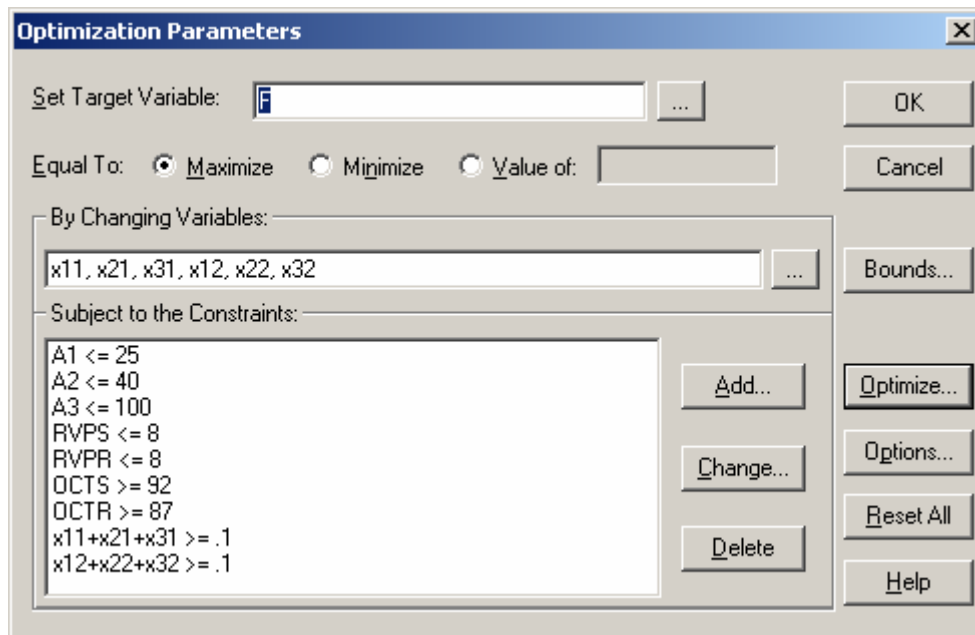 Optimization Parameters
Set Target Variable: F ... OK
Equal To: Maximize Minimize Value of: Cancel
By Changing Variables:
x11, x21, x31, x12, x22, x32 ... Bounds...
Subject to the Constraints:
A1 <= 25
A2 <= 40
A3 <= 100
RVPS <= 8
RVPR <= 8
OCTS >= 92
OCTR >= 87
x11+x21+x31 >= .1
x12+x22+x32 >= .1
Add...
Change...
Delete
Optimize...
Options...
Reset All
Help